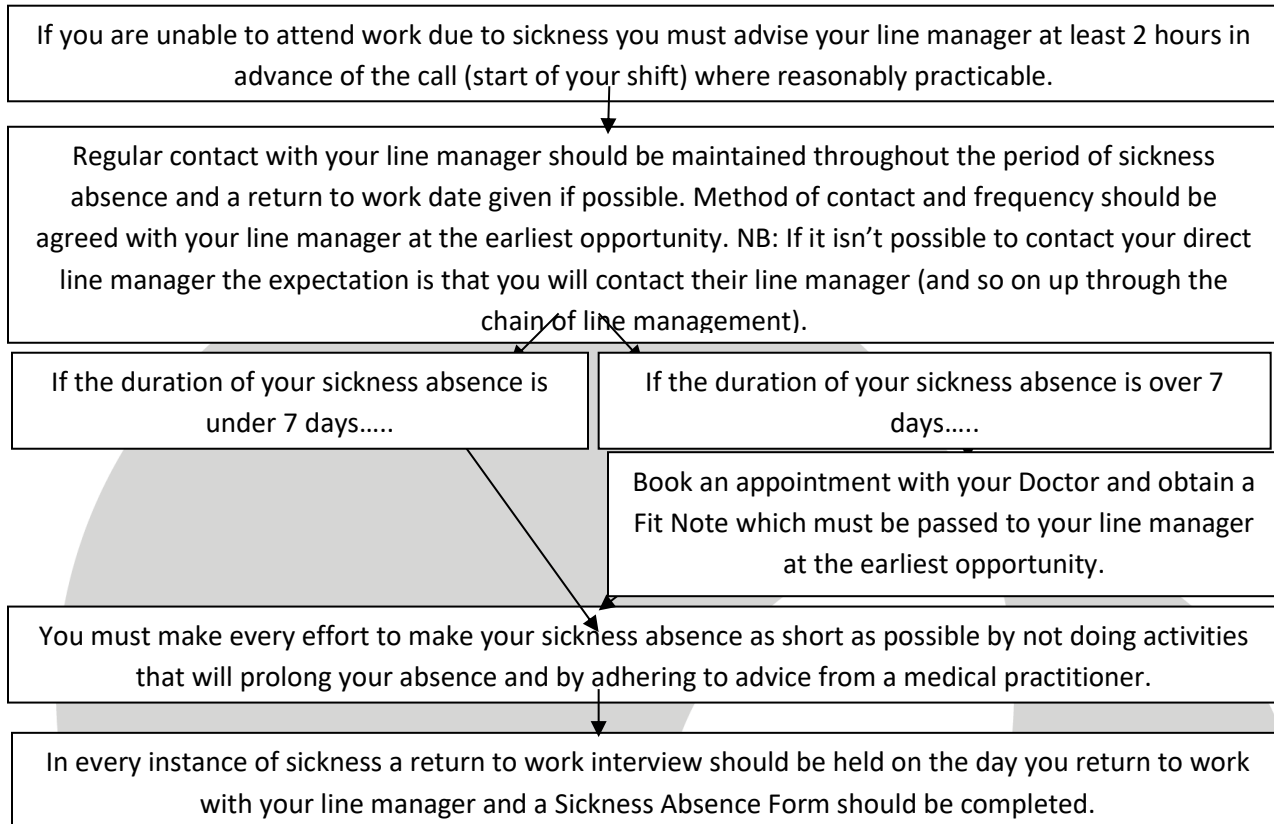 If you are unable to attend work due to sickness you must advise your line manager at least 2 hours in
advance of the call (start of your shift) where reasonably practicable.
Regular contact with your line manager should be maintained throughout the period of sickness
absence and a return to work date given if possible. Method of contact and frequency should be
agreed with your line manager at the earliest opportunity. NB: If it isn’t possible to contact your direct
line manager the expectation is that you will contact their line manager (and so on up through the
chain of line management).
If the duration of your sickness absence is
under 7 days.....
If the duration of your sickness absence is over 7
days.....
Book an appointment with your Doctor and obtain a
Fit Note which must be passed to your line manager
at the earliest opportunity.
You must make every effort to make your sickness absence as short as possible by not doing activities
that will prolong your absence and by adhering to advice from a medical practitioner.
In every instance of sickness a return to work interview should be held on the day you return to work
with your line manager and a Sickness Absence Form should be completed.